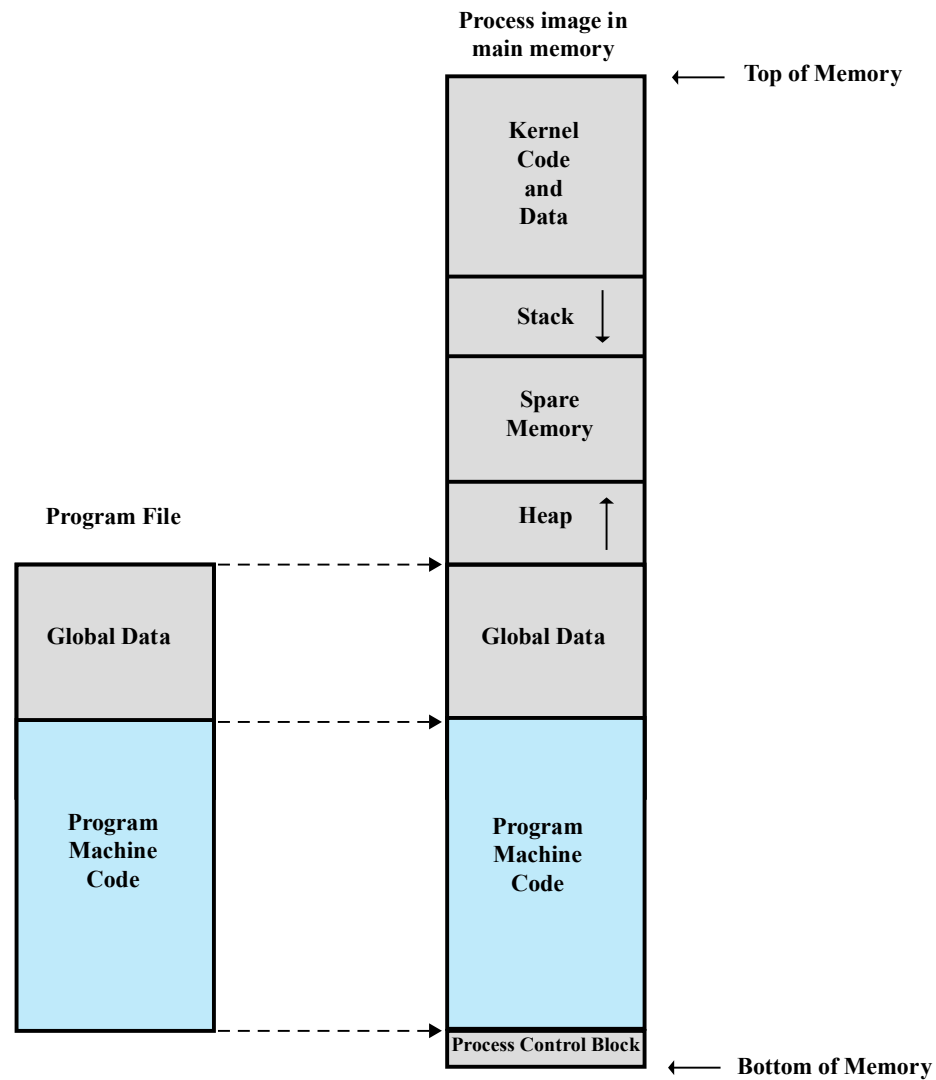 Process image in
main memory
Top of Memory
Kernel
Code
and
Data
Stack
Spare
Memory
Heap
Program File
Global Data
Global Data
Program
Machine
Code
Program
Machine
Code
Process Control Block
Bottom of Memory